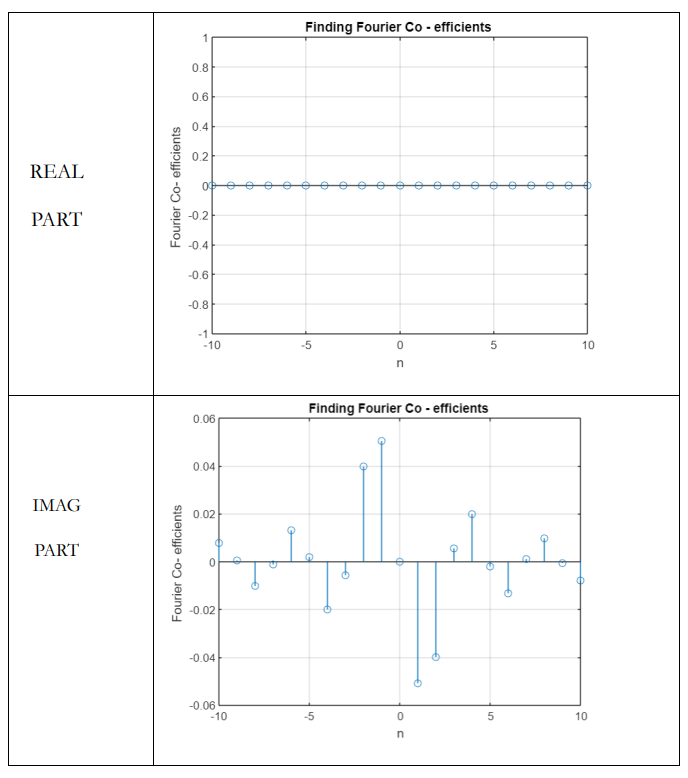 REAL
PART
Finding Fourier Co - efficients
Fourier Co- efficients
1
0.8
0.6
0.4
0.2
0
-0.2
-0.4
-0.6
-0.8
-1
-10 -5 0 5 10
n
IMAG
PART
Finding Fourier Co - efficients
Fourier Co- efficients
0.06
0.04
0.02
0
-0.02
-0.04
-0.06
-10 -5 0 5 10
n